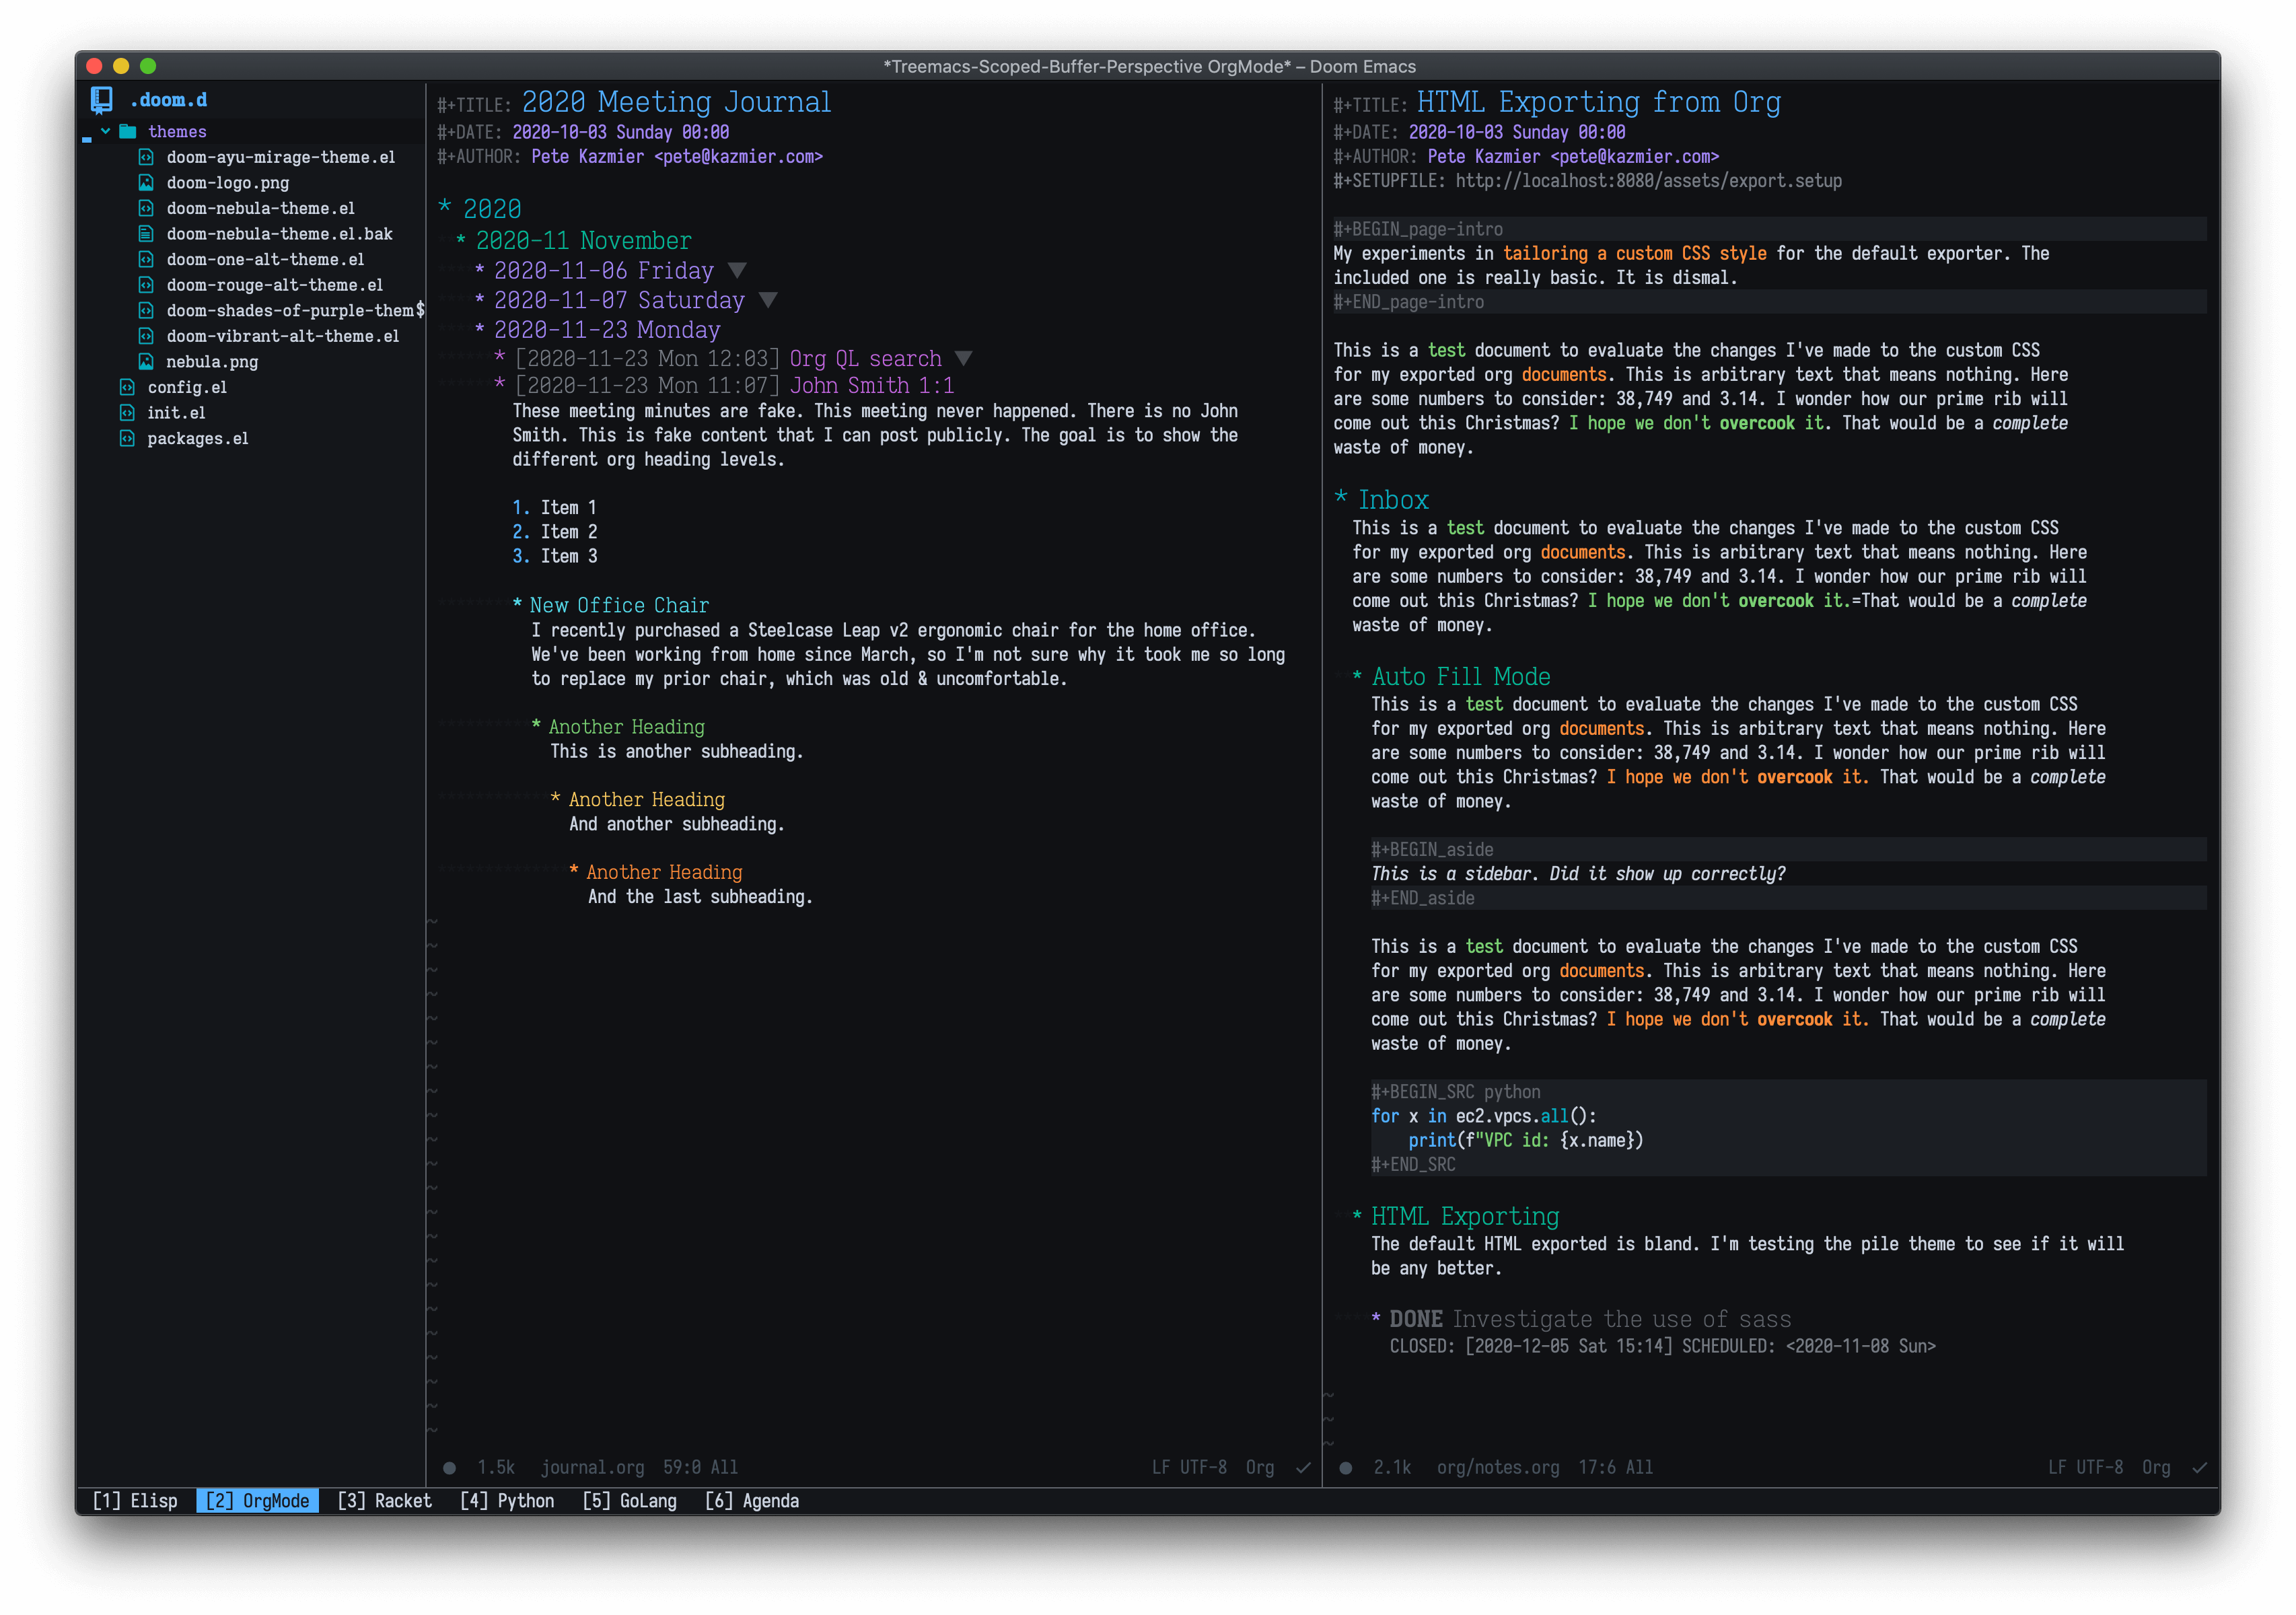 *Treemacs-Scoped-Buffer-Perspective OrgMode* – Doom Emacs
.doom.d
themes
doom-ayu-mirage-theme.el
doom-logo.png
doom-nebula-theme.el
doom-nebula-theme.el.bak
doom-one-alt-theme.el
doom-rouge-alt-theme.el
doom-shades-of-purple-them$
doom-vibrant-alt-theme.el
nebula.png
config.el
init.el
packages.el
#+TITLE: 2020 Meeting Journal
#+DATE: 2020-10-03 Sunday 00:00
#+AUTHOR: Pete Kazmier <pete@kazmier.com>
* 2020
* 2020-11 November
* 2020-11-06 Friday ▼
* 2020-11-07 Saturday ▼
* 2020-11-23 Monday
* [2020-11-23 Mon 12:03] Org QL search ▼
* [2020-11-23 Mon 11:07] John Smith 1:1
These meeting minutes are fake. This meeting never happened. There is no John
Smith. This is fake content that I can post publicly. The goal is to show the
different org heading levels.
1. Item 1
2. Item 2
3. Item 3
* New Office Chair
I recently purchased a Steelcase Leap v2 ergonomic chair for the home office.
We've been working from home since March, so I'm not sure why it took me so long
to replace my prior chair, which was old & uncomfortable.
* Another Heading
This is another subheading.
* Another Heading
And another subheading.
* Another Heading
And the last subheading.
1.5k journal.org 59:0 All LF UTF-8 Org ✓
#+TITLE: HTML Exporting from Org
#+DATE: 2020-10-03 Sunday 00:00
#+AUTHOR: Pete Kazmier <pete@kazmier.com>
#+SETUPFILE: http://localhost:8080/assets/export.setup
#+BEGIN_page-intro
My experiments in tailoring a custom CSS style for the default exporter. The
included one is really basic. It is dismal.
#+END_page-intro
This is a test document to evaluate the changes I've made to the custom CSS
for my exported org documents. This is arbitrary text that means nothing. Here
are some numbers to consider: 38,749 and 3.14. I wonder how our prime rib will
come out this Christmas? I hope we don't overcook it. That would be a complete
waste of money.
* Inbox
This is a test document to evaluate the changes I've made to the custom CSS
for my exported org documents. This is arbitrary text that means nothing. Here
are some numbers to consider: 38,749 and 3.14. I wonder how our prime rib will
come out this Christmas? I hope we don't overcook it.=That would be a complete
waste of money.
* Auto Fill Mode
This is a test document to evaluate the changes I've made to the custom CSS
for my exported org documents. This is arbitrary text that means nothing. Here
are some numbers to consider: 38,749 and 3.14. I wonder how our prime rib will
come out this Christmas? I hope we don't overcook it. That would be a complete
waste of money.
#+BEGIN_aside
This is a sidebar. Did it show up correctly?
#+END_aside
This is a test document to evaluate the changes I've made to the custom CSS
for my exported org documents. This is arbitrary text that means nothing. Here
are some numbers to consider: 38,749 and 3.14. I wonder how our prime rib will
come out this Christmas? I hope we don't overcook it. That would be a complete
waste of money.
#+BEGIN_SRC python
for x in ec2.vpcs.all():
    print(f"VPC id: {x.name})
#+END_SRC
* HTML Exporting
The default HTML exported is bland. I'm testing the pile theme to see if it will
be any better.
* DONE Investigate the use of sass
CLOSED: [2020-12-05 Sat 15:14] SCHEDULED: <2020-11-08 Sun>
2.1k org/notes.org 17:6 All LF UTF-8 Org ✓
[1] Elisp [2] OrgMode [3] Racket [4] Python [5] GoLang [6] Agenda